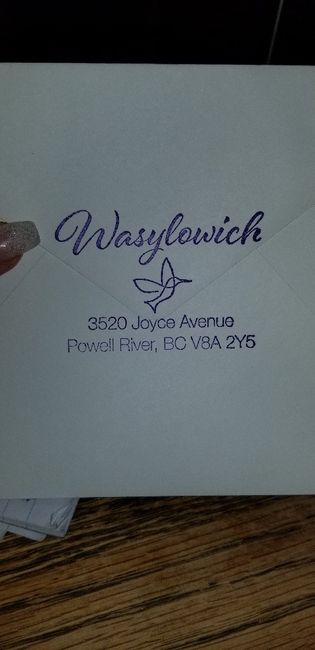 Wasylowich
3520 Joyce Avenue
Powell River, BC V8A 2Y5